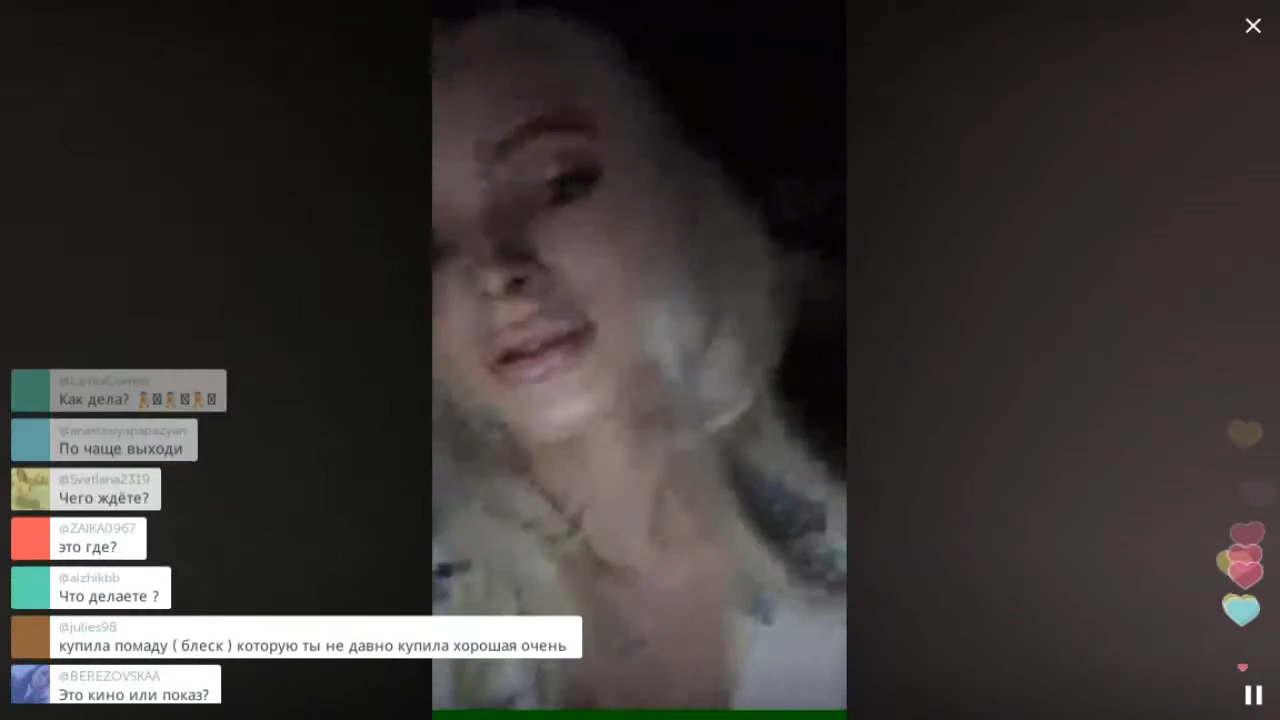 Как дела?
@anastasyapapazyan
По чаще выходи
@Svetlana2319
Чего ждёте?
@ZAIKA0967
это где?
@aizhikbb
Что делаете ?
@julies98
купила помаду ( блеск ) которую ты не давно купила хорошая очень
@BEREZOVSKAA
Это кино или показ?